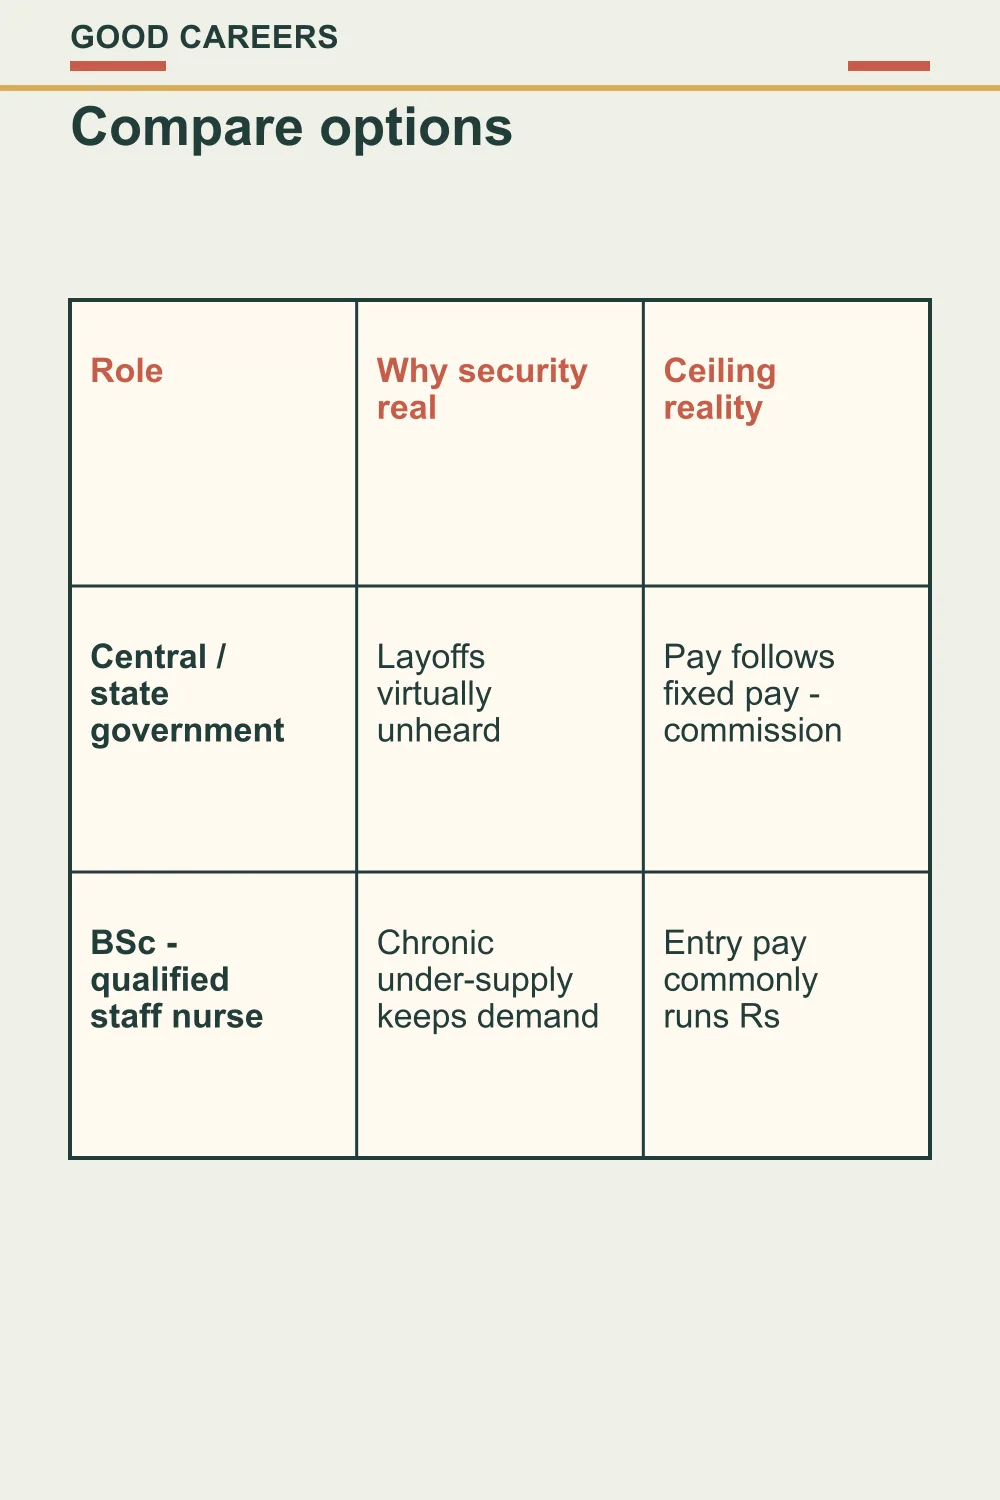 GOOD CAREERS
Compare options
Role
Why security
real
Ceiling
reality
Central /
state
government
Layoffs
virtually
unheard
Pay follows
fixed pay -
commission
BSc -
qualified
staff nurse
Chronic
under-supply
keeps demand
Entry pay
commonly
runs Rs